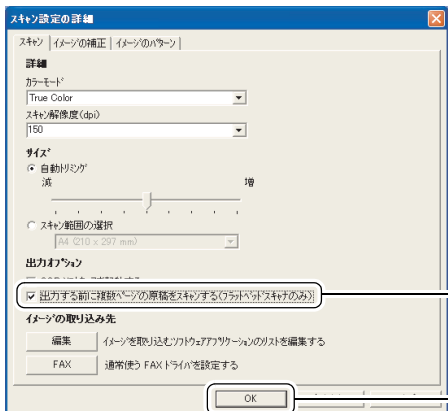 スキャン設定の詳細
スキャン イメージの補正 イメージのパターン
詳細
カラーモード
True Color
スキャン解像度(dpi)
150
サイズ
自動トリミング
減 増
スキャン範囲の選択
A4 (210 x 297 mm)
出力オプション
出力する前に複数ページの原稿をスキャンする(フラットベッドスキャナのみ)
イメージの取り込み先
編集 イメージを取り込むソフトウェアアプリケーションのリストを編集する
FAX 通常使う FAX ドライバを設定する
OK